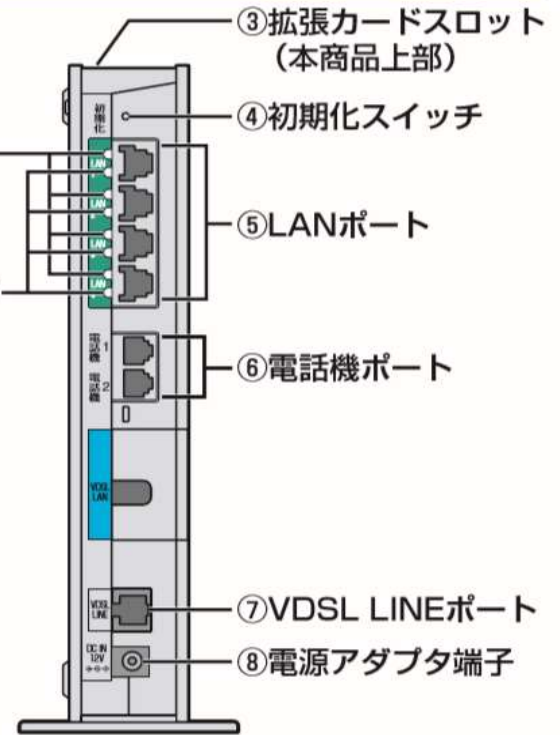 ③拡張カードスロット
（本商品上部）
初期化
④初期化スイッチ
LAN
LAN
LAN
LAN
⑤LANポート
電話機1
電話機2
⑥電話機ポート
VDSL
LAN
VDSL
LINE
⑦VDSL LINEポート
DC IN
12V
⑧電源アダプタ端子